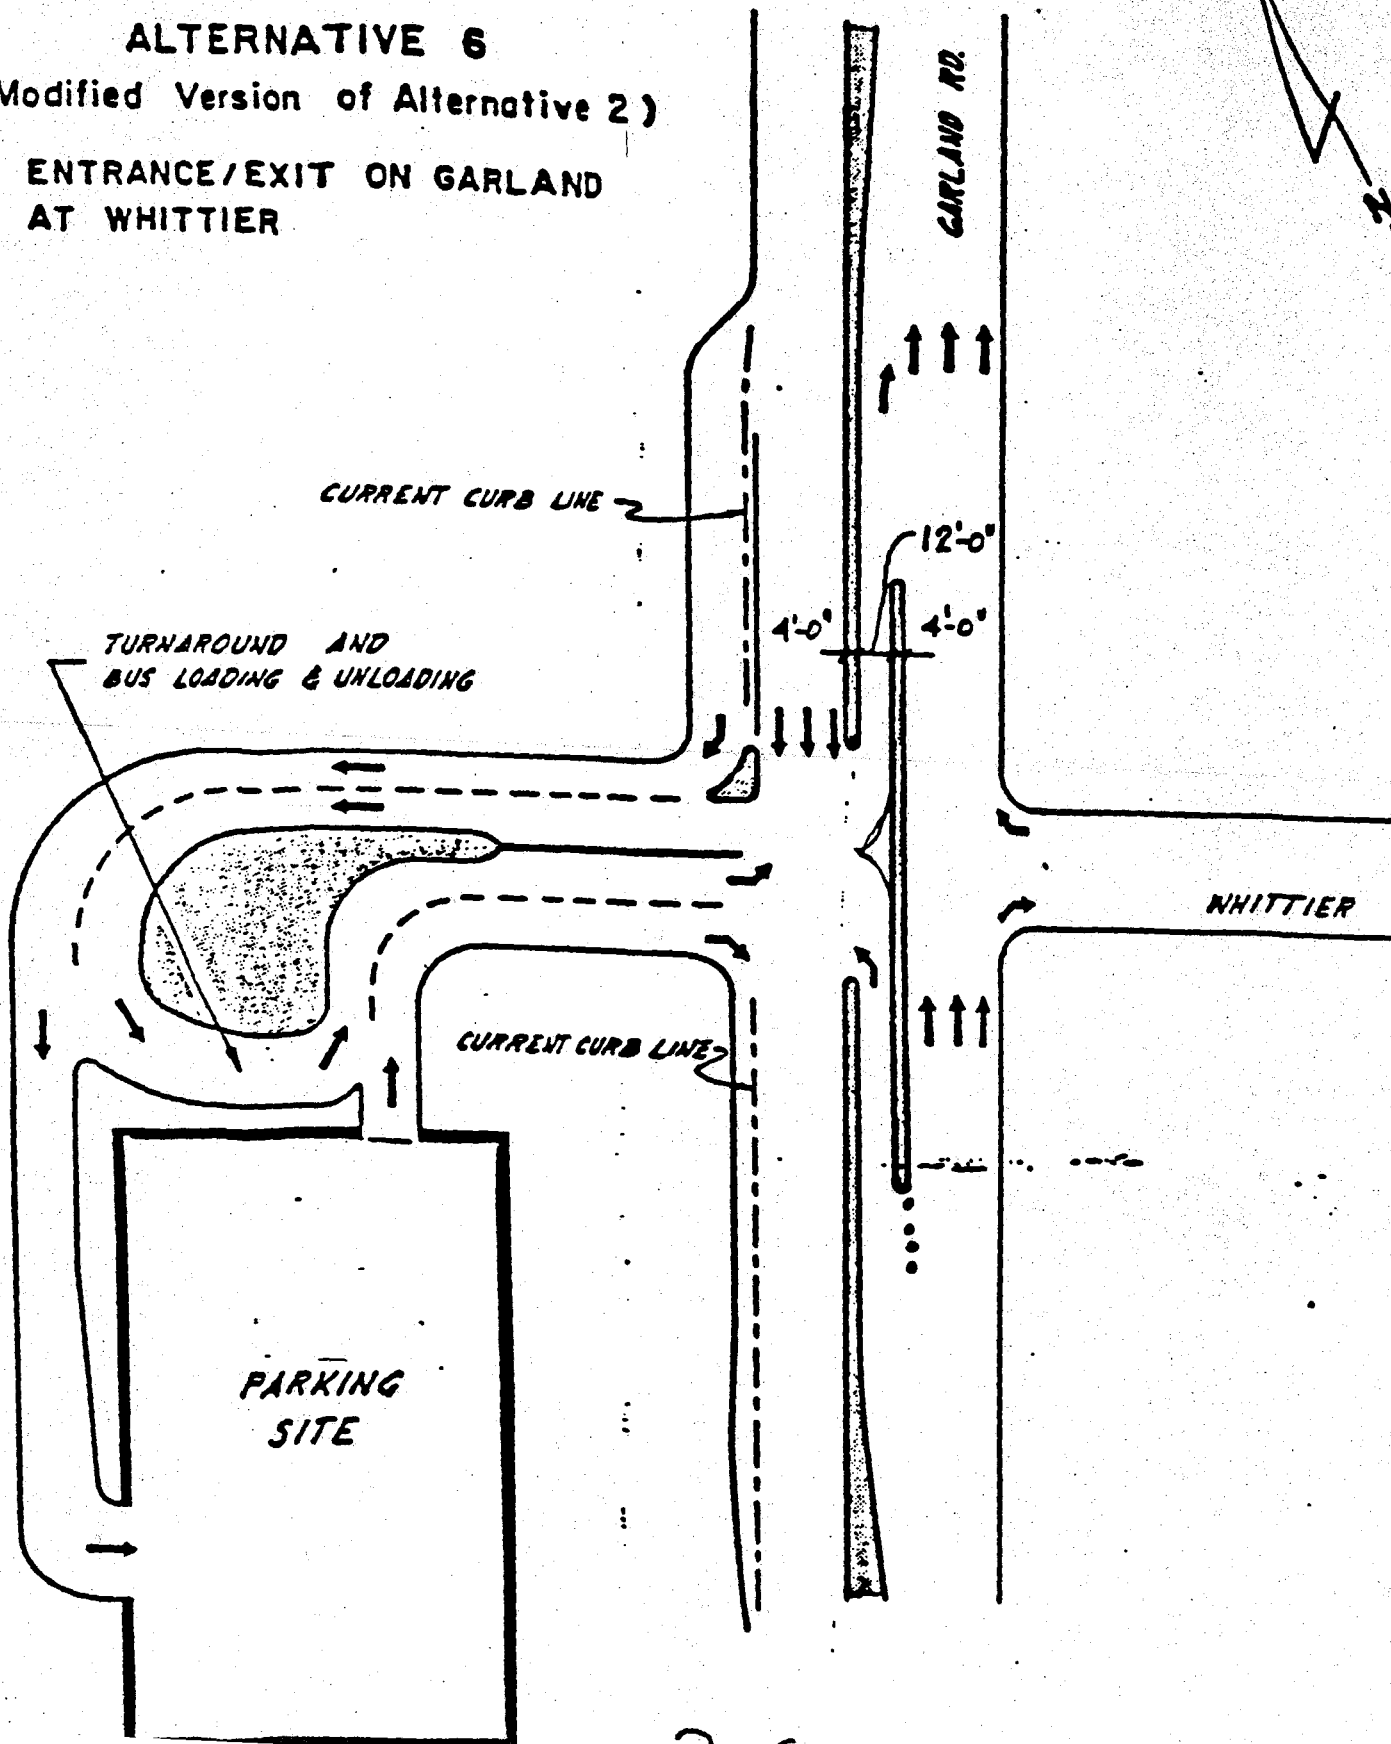 ALTERNATIVE 6
Modified Version of Alternative 2)
ENTRANCE/EXIT ON GARLAND
AT WHITTIER
GARLAND RD.
CURRENT CURB LINE
12'-0"
4'-0"
4'-0"
TURNAROUND AND
BUS LOADING & UNLOADING
WHITTIER
CURRENT CURB LINE
PARKING
SITE